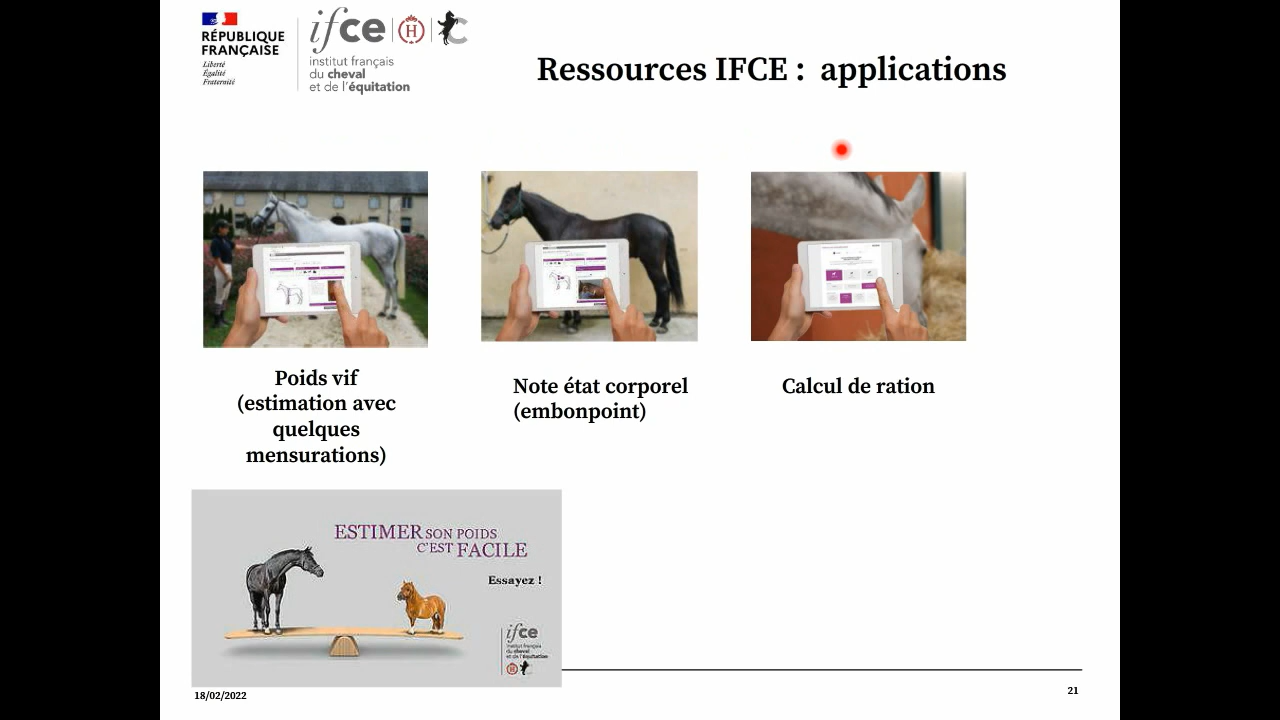 RÉPUBLIQUE
FRANÇAISE
Liberté
Égalité
Fraternité
ifce
H
institut français
du cheval
et de l'équitation
Ressources IFCE : applications
Poids vif
(estimation avec
quelques
mensurations)
Note état corporel
(embonpoint)
Calcul de ration
ESTIMER SON POIDS
C'EST FACILE
Essayez !
ifce
institut français
du cheval
et de l'équitation
18/02/2022
21